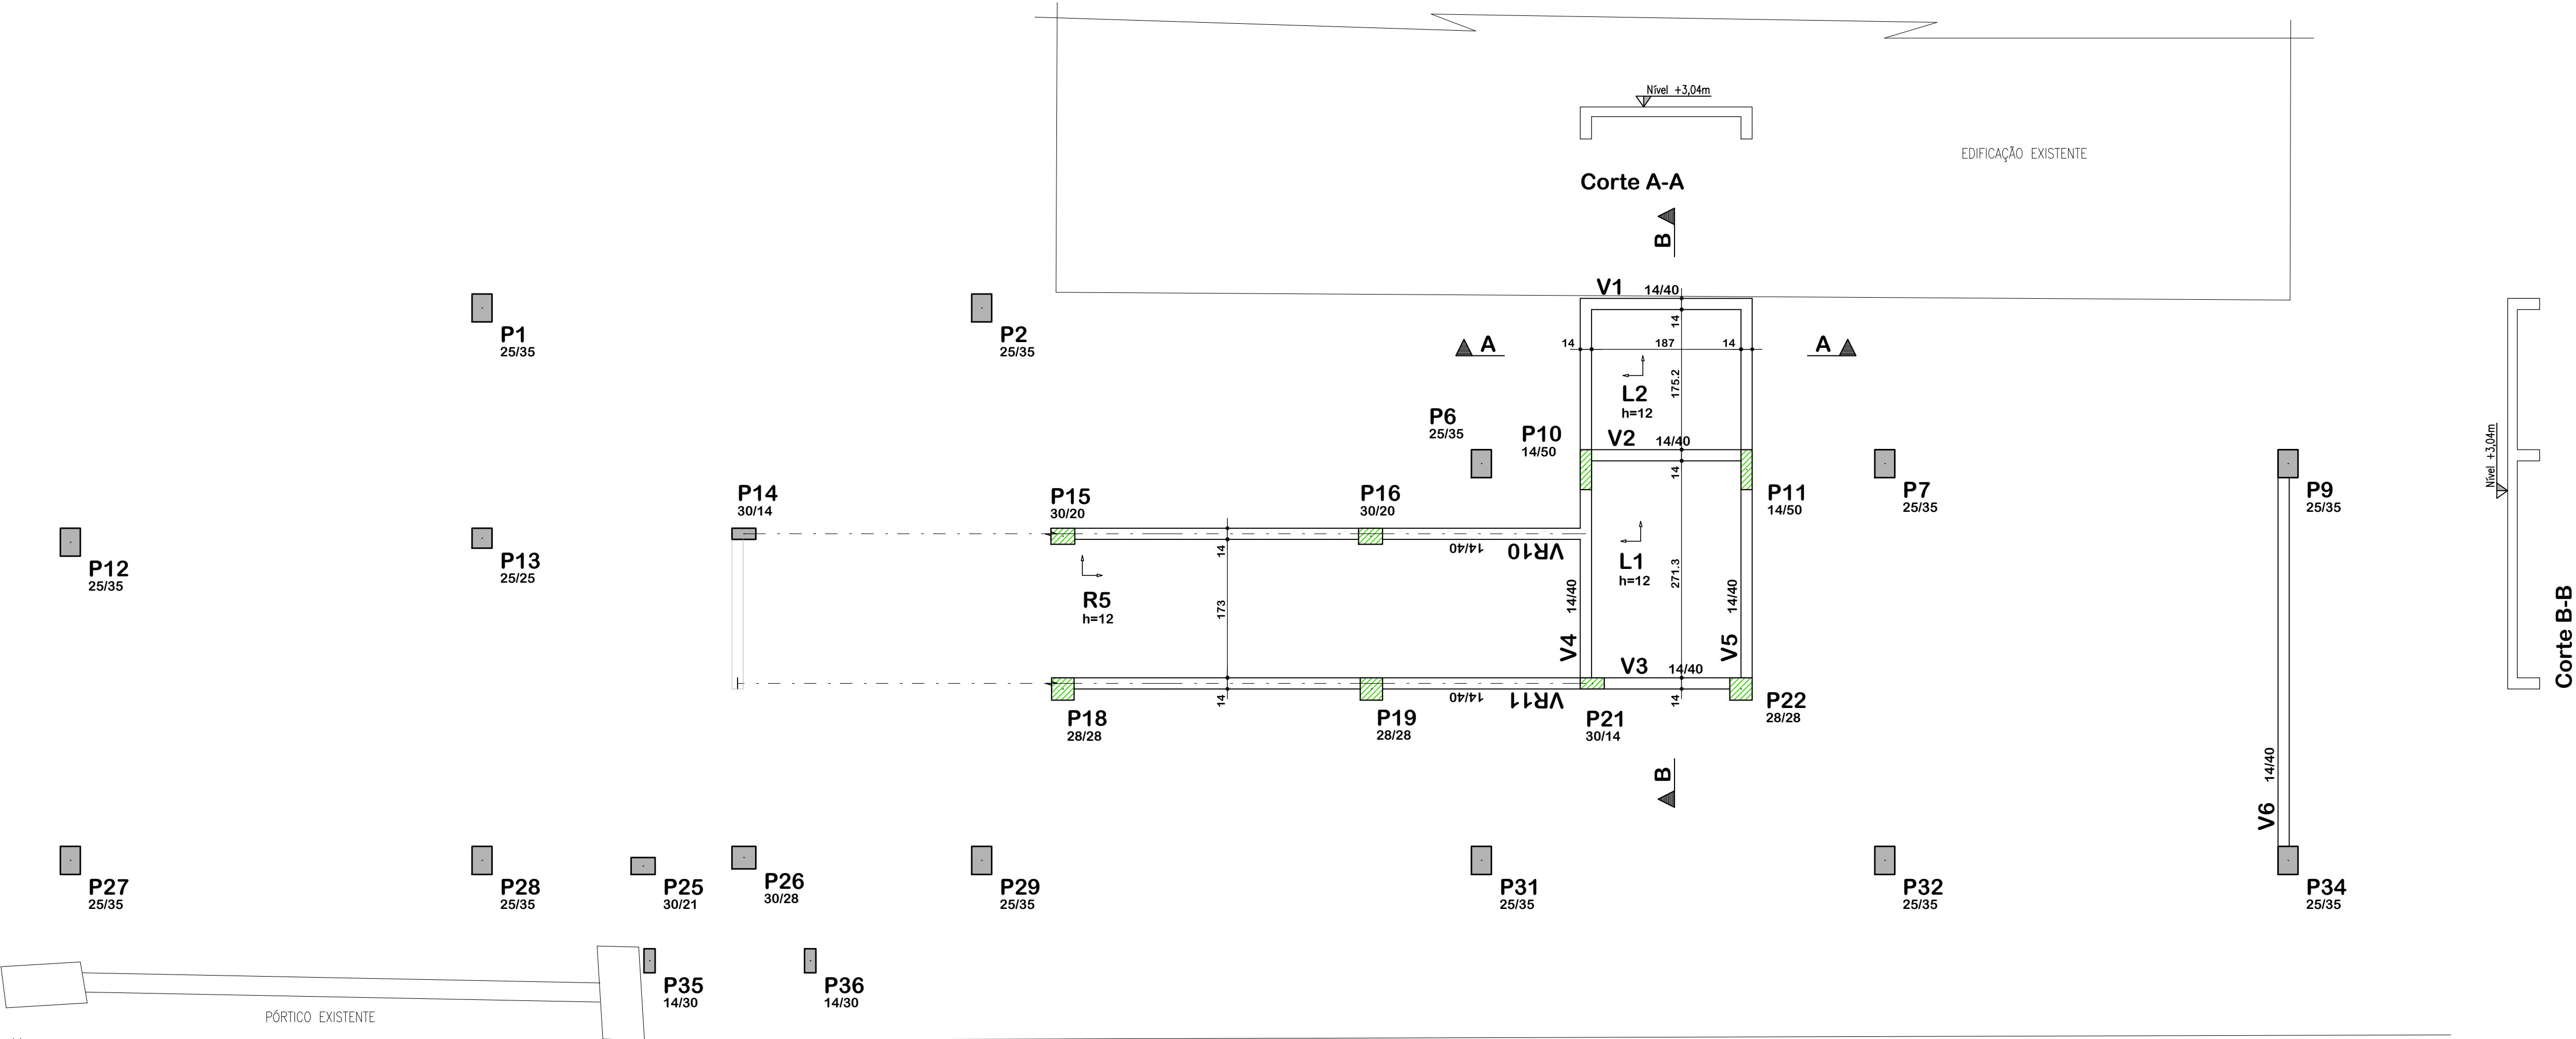 Nível +3,04m
EDIFICAÇÃO EXISTENTE
Corte A-A
B
V1 14/40
14
P1
25/35
P2
25/35
A
14 187 14
A
175.2
L2
h=12
P6
25/35
P10
14/50
V2 14/40
14
P11
14/50
P7
25/35
P9
25/35
Nível +3,04m
P14
30/14
P15
30/20
P16
30/20
P12
25/35
P13
25/25
14
14/40 VR10
L1
h=12
271.3
14/40
14/40
R5
h=12
173
V4
V5
V3 14/40
Corte B-B
14
14/40 VR11
14
P18
28/28
P19
28/28
P21
30/14
P22
28/28
B
14/40
V6
P27
25/35
P28
25/35
P25
30/21
P26
30/28
P29
25/35
P31
25/35
P32
25/35
P34
25/35
P35
14/30
P36
14/30
PÓRTICO EXISTENTE